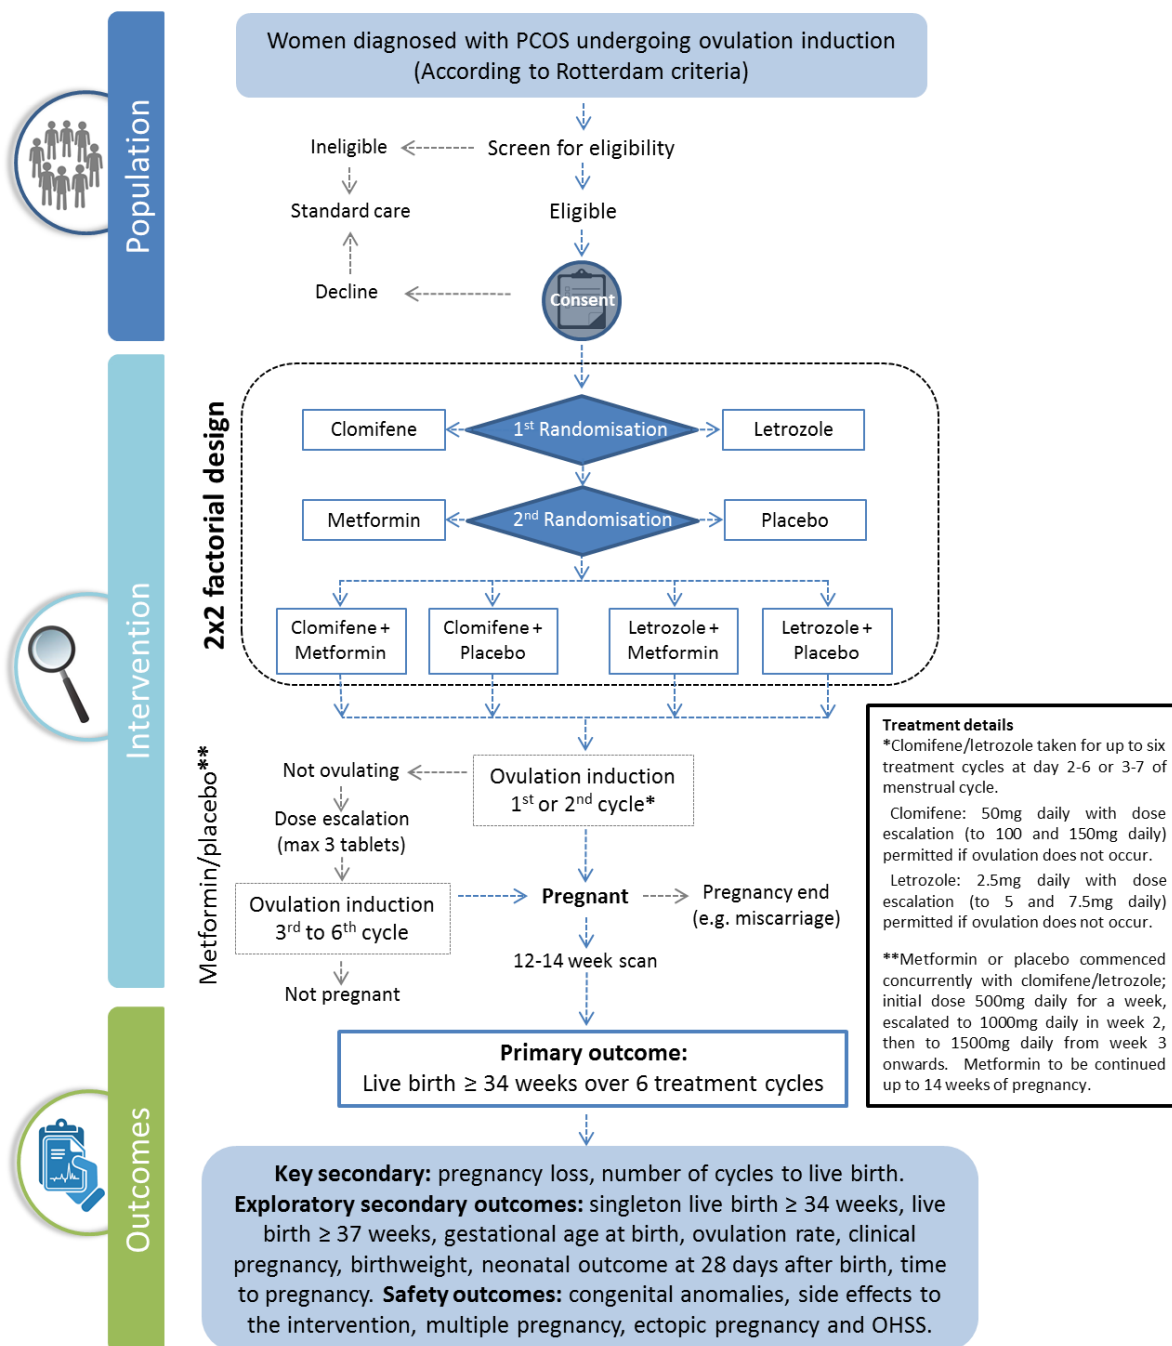 Women diagnosed with PCOS undergoing ovulation induction
(According to Rotterdam criteria)
Population
Ineligible
Screen for eligibility
Standard care
Eligible
Decline
Consent
Intervention
2x2 factorial design
Clomifene
1st Randomisation
Letrozole
Metformin
2nd Randomisation
Placebo
Clomifene +
Metformin
Clomifene +
Placebo
Letrozole +
Metformin
Letrozole +
Placebo
Metformin/placebo**
Not ovulating
Ovulation induction
1st or 2nd cycle*
Dose escalation
(max 3 tablets)
Ovulation induction
3rd to 6th cycle
Pregnant
Pregnancy end
(e.g. miscarriage)
Not pregnant
12-14 week scan
Treatment details
*Clomifene/letrozole taken for up to six
treatment cycles at day 2-6 or 3-7 of
menstrual cycle.
Clomifene: 50mg daily with dose
escalation (to 100 and 150mg daily)
permitted if ovulation does not occur.
Letrozole: 2.5mg daily with dose
escalation (to 5 and 7.5mg daily)
permitted if ovulation does not occur.
**Metformin or placebo commenced
concurrently with clomifene/letrozole;
initial dose 500mg daily for a week,
escalated to 1000mg daily in week 2,
then to 1500mg daily from week 3
onwards. Metformin to be continued
up to 14 weeks of pregnancy.
Outcomes
Primary outcome:
Live birth ≥ 34 weeks over 6 treatment cycles
Key secondary: pregnancy loss, number of cycles to live birth.
Exploratory secondary outcomes: singleton live birth ≥ 34 weeks, live
birth ≥ 37 weeks, gestational age at birth, ovulation rate, clinical
pregnancy, birthweight, neonatal outcome at 28 days after birth, time
to pregnancy. Safety outcomes: congenital anomalies, side effects to
the intervention, multiple pregnancy, ectopic pregnancy and OHSS.